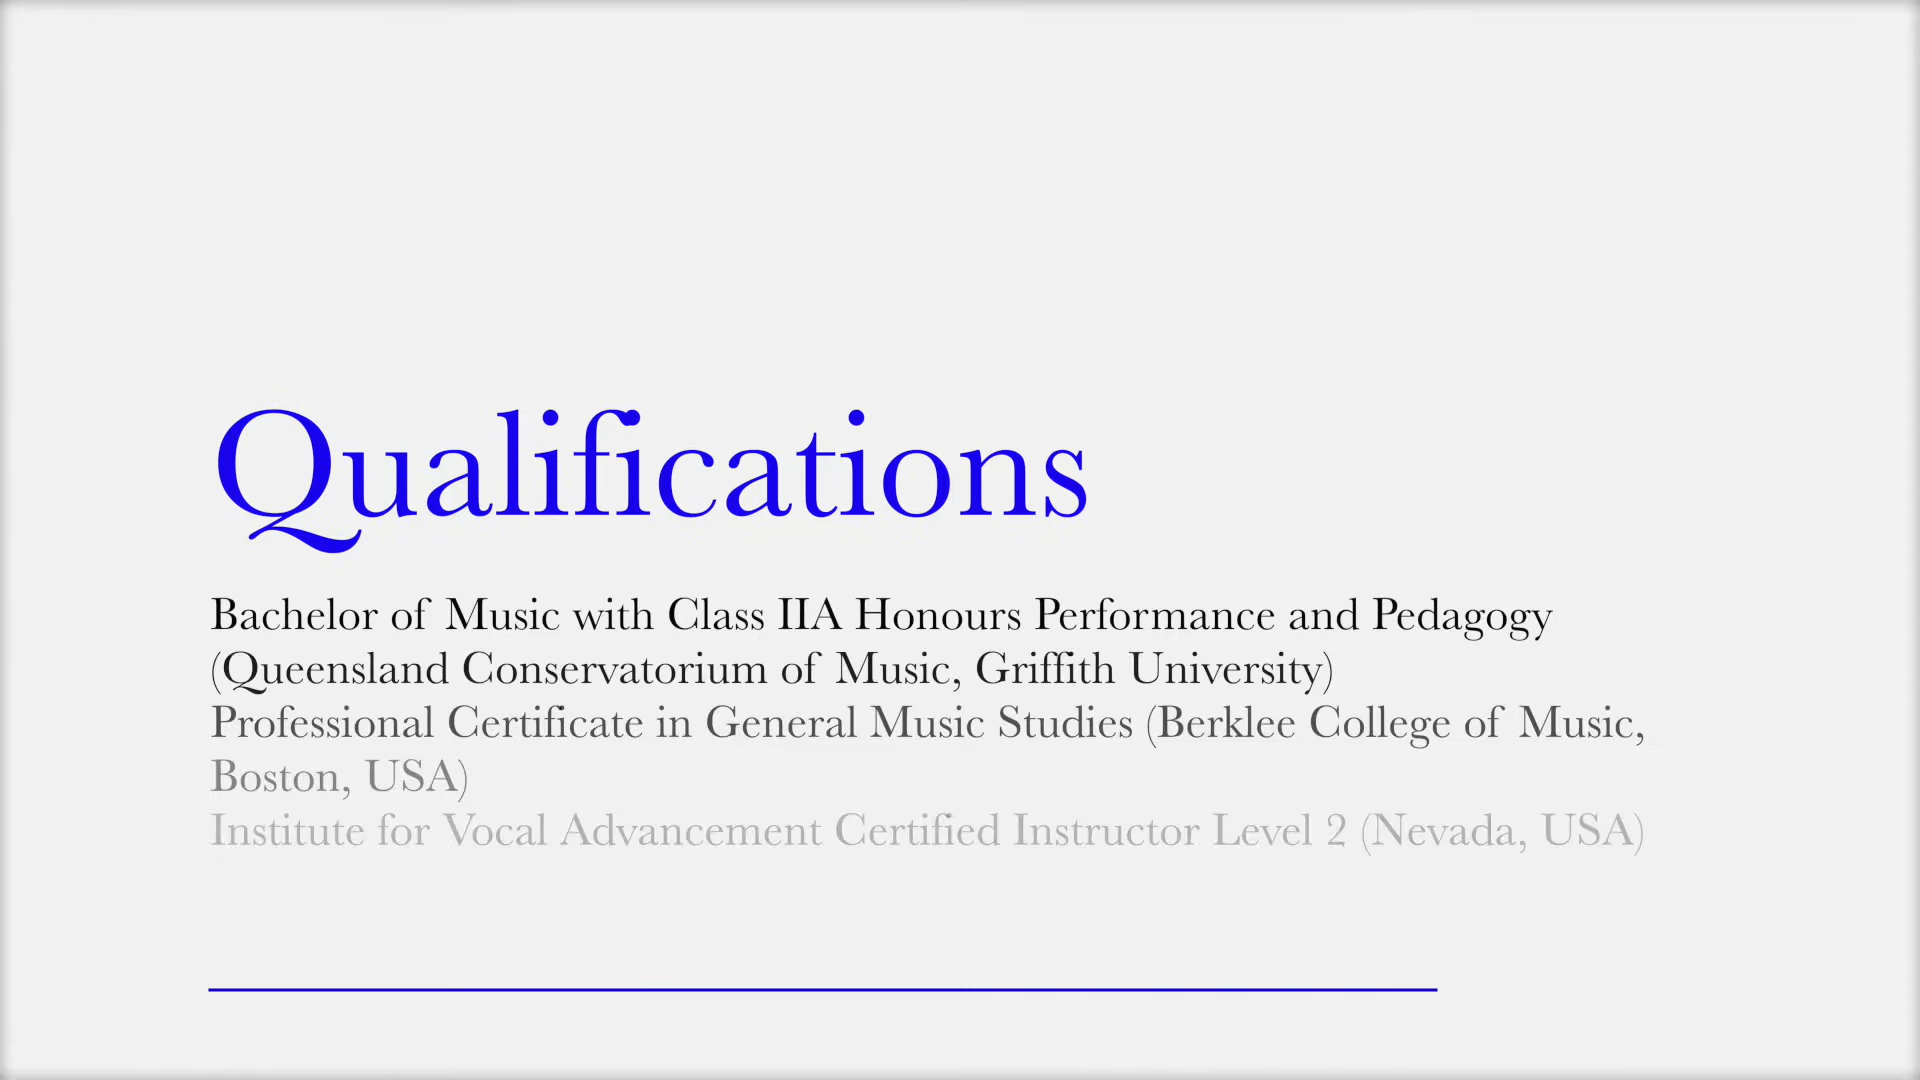 Qualifications
Bachelor of Music with Class IIA Honours Performance and Pedagogy
(Queensland Conservatorium of Music, Griffith University)
Professional Certificate in General Music Studies (Berklee College of Music,
Boston, USA)
Institute for Vocal Advancement Certified Instructor Level 2 (Nevada, USA)